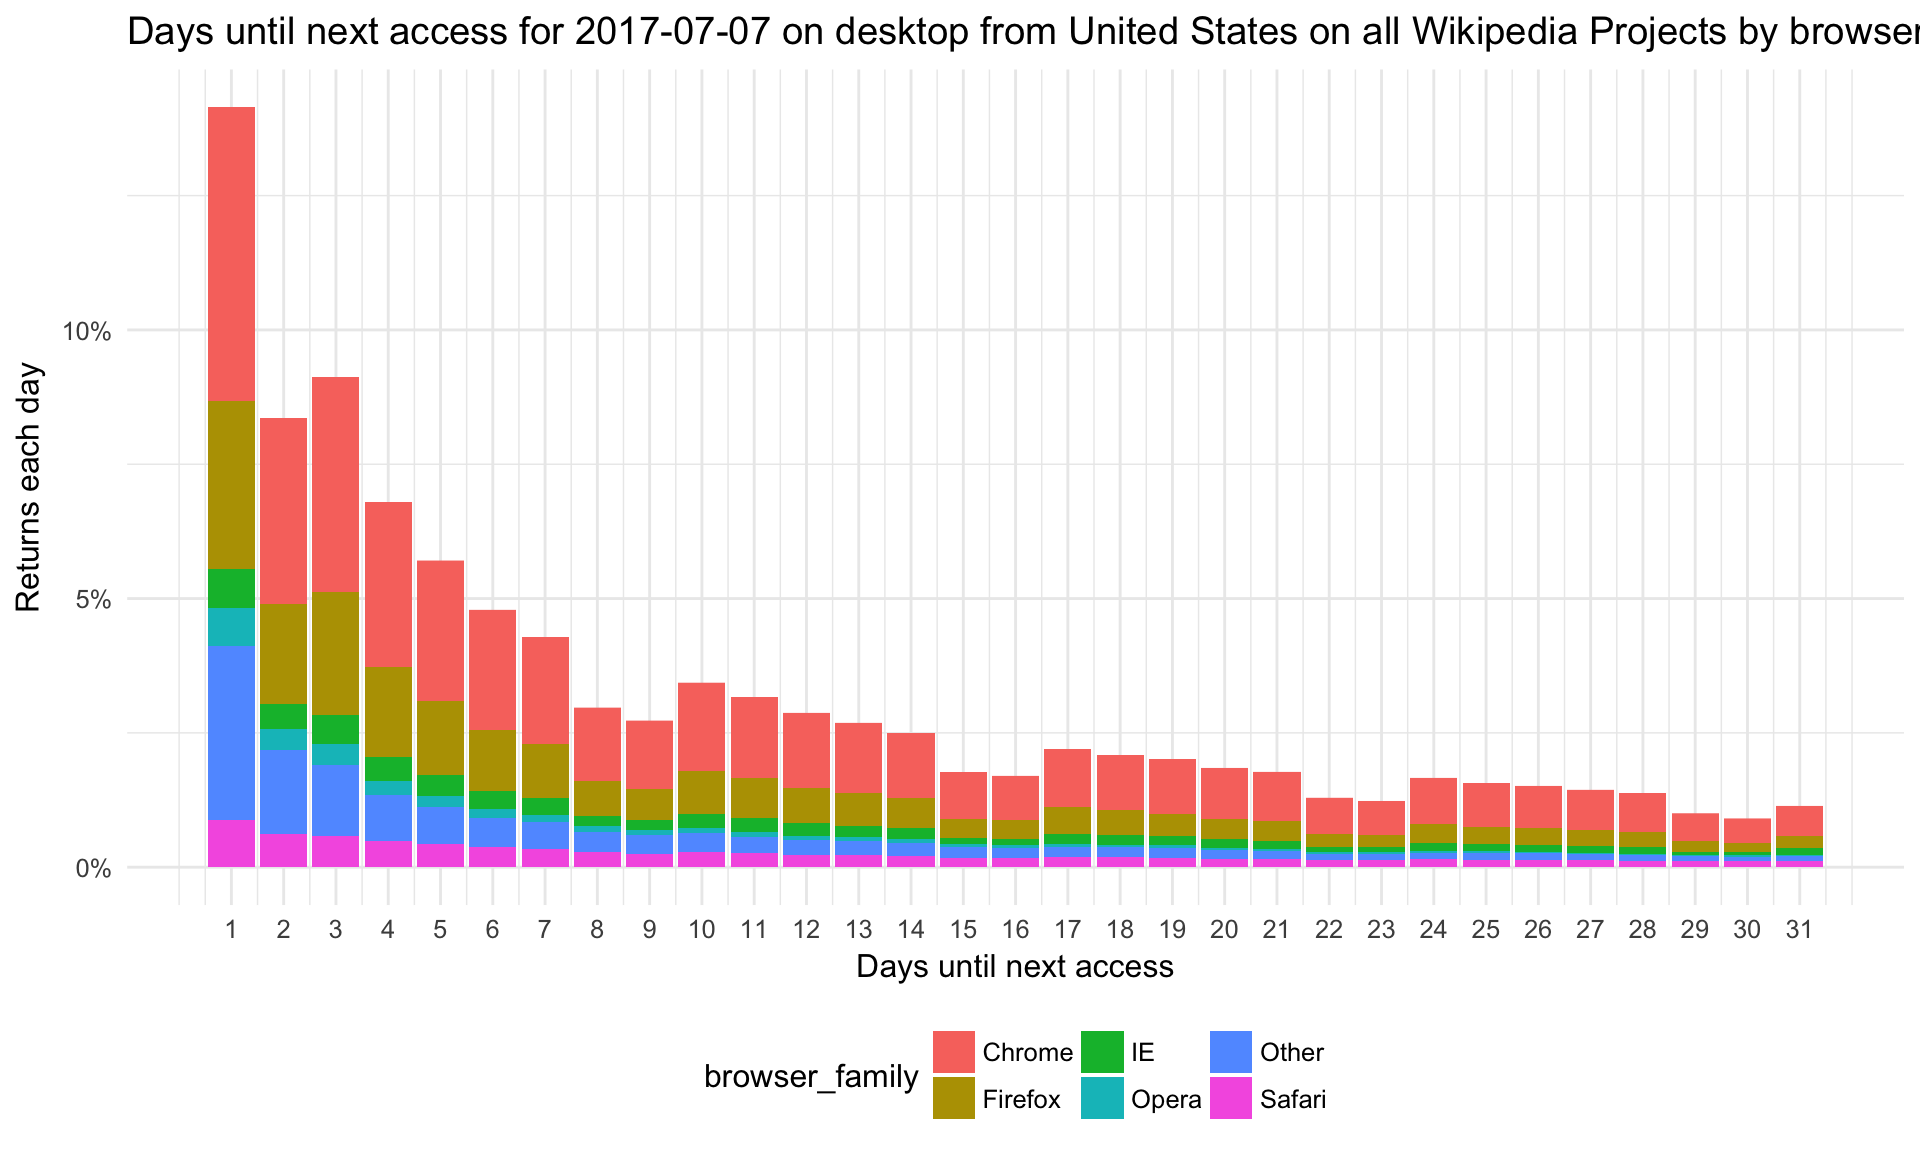 Days until next access for 2017-07-07 on desktop from United States on all Wikipedia Projects by browser
Returns each day
10%
5%
0%
1 2 3 4 5 6 7 8 9 10 11 12 13 14 15 16 17 18 19 20 21 22 23 24 25 26 27 28 29 30 31
Days until next access
browser_family
Chrome IE Other
Firefox Opera Safari